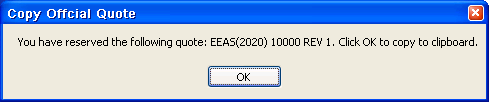 Copy Offcial Quote
You have reserved the following quote: EEAS(2020) 10000 REV 1. Click OK to copy to clipboard.
OK